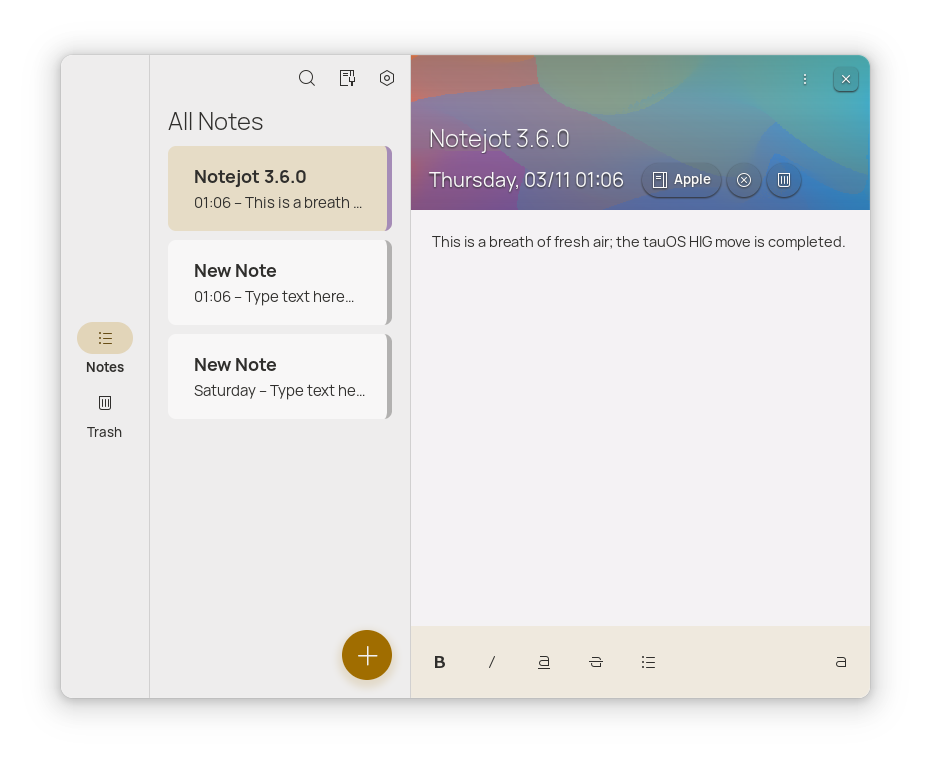 All Notes
Notejot 3.6.0
01:06 – This is a breath ...
New Note
01:06 – Type text here...
New Note
Saturday – Type text he...
Notes
Trash
Notejot 3.6.0
Thursday, 03/11 01:06
Apple
This is a breath of fresh air; the tauOS HIG move is completed.
B / a S a